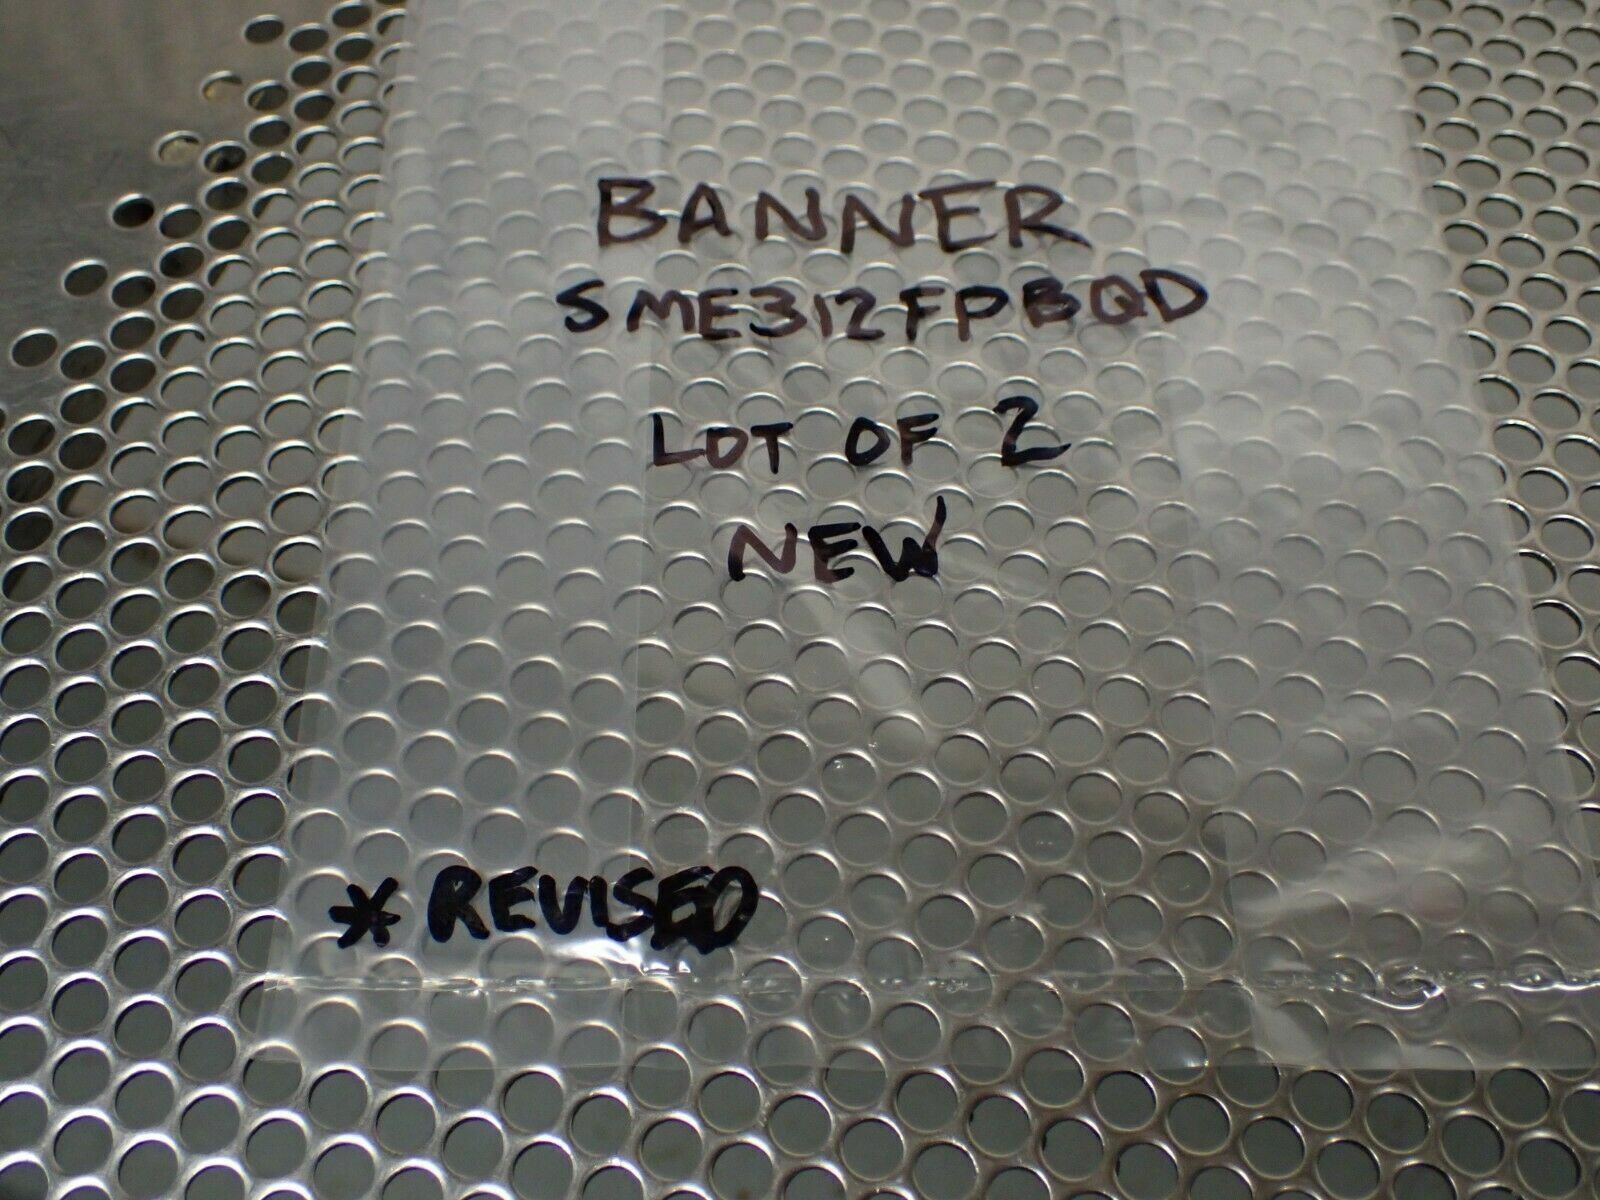 BANNER
SME312FPBQD
LOT OF 2
NEW
* REVISED